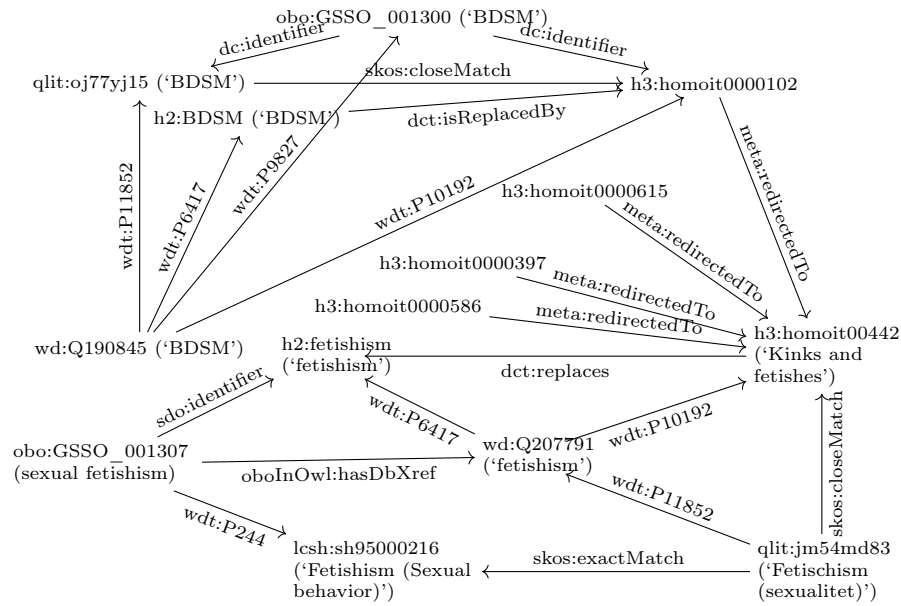 obo:GSSO_001300 (‘BDSM’)
dc:identifier
dc:identifier
qlit:oj77yj15 (‘BDSM’)
skos:closeMatch
h3:homoit0000102
h2:BDSM (‘BDSM’)
dct:isReplacedBy
wdt:P9827
meta:redirectedTo
wdt:P11852
wdt:P6417
wdt:P10192
h3:homoit0000615
meta:redirectedTo
h3:homoit0000397
meta:redirectedTo
h3:homoit0000586
meta:redirectedTo
wd:Q190845 (‘BDSM’)
h2:fetishism
(‘fetishism’)
h3:homoit00442
(‘Kinks and
fetishes’)
dct:replaces
sdo:identifier
wdt:P6417
wdt:P10192
obo:GSSO_001307
(sexual fetishism)
oboInOwl:hasDbXref
wd:Q207791
(‘fetishism’)
skos:closeMatch
wdt:P244
wdt:P11852
lcsh:sh95000216
(‘Fetishism (Sexual
behavior)’)
skos:exactMatch
qlit:jm54md83
(‘Fetischism
(sexualitet)’)